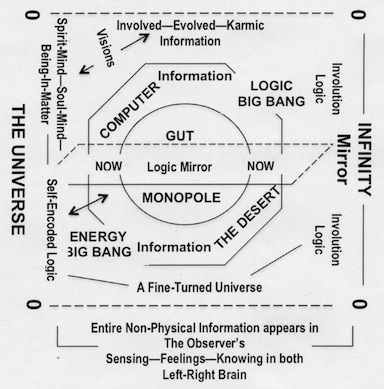 Involved—Evolved—Karmic
Information
Spirit-Mind—Soul-Mind—
Being-In-Matter
Visions
0
0
Information
COMPUTER
LOGIC
BIG BANG
Involution
Logic
GUT
THE UNIVERSE
INFINITY
Mirror
NOW
Logic Mirror
NOW
MONOPOLE
Self-Encoded Logic
ENERGY
BIG BANG
Information
THE DESERT
Involution
Logic
A Fine-Turned Universe
0
0
Entire Non-Physical Information appears in
The Observer's
Sensing—Feelings—Knowing in both
Left-Right Brain